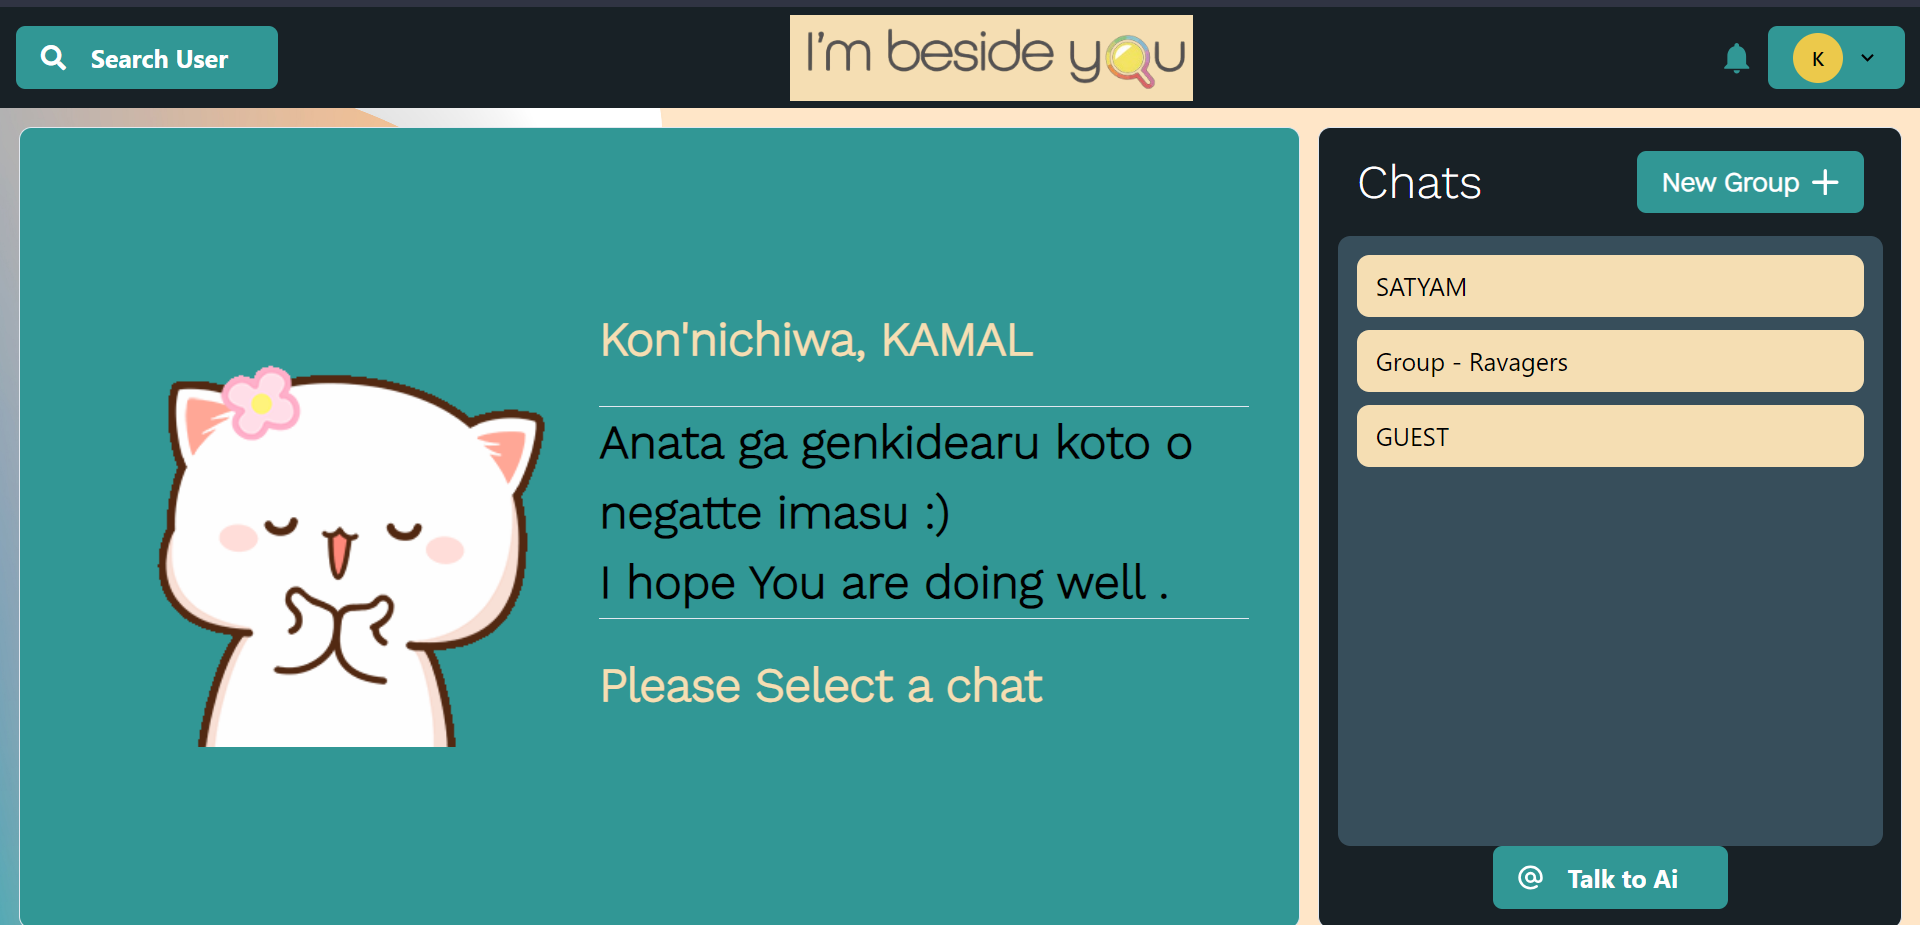 Search User
I'm beside you
K
Kon'nichiwa, KAMAL
Anata ga genkidearu koto o
negatte imasu :)
I hope You are doing well .
Please Select a chat
Chats
New Group +
SATYAM
Group - Ravagers
GUEST
@ Talk to Ai